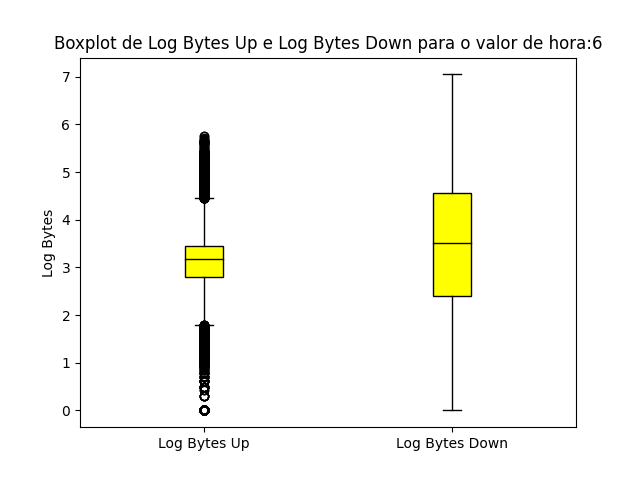 Boxplot de Log Bytes Up e Log Bytes Down para o valor de hora:6
7
6
5
4
3
2
1
0
Log Bytes
Log Bytes Up
Log Bytes Down